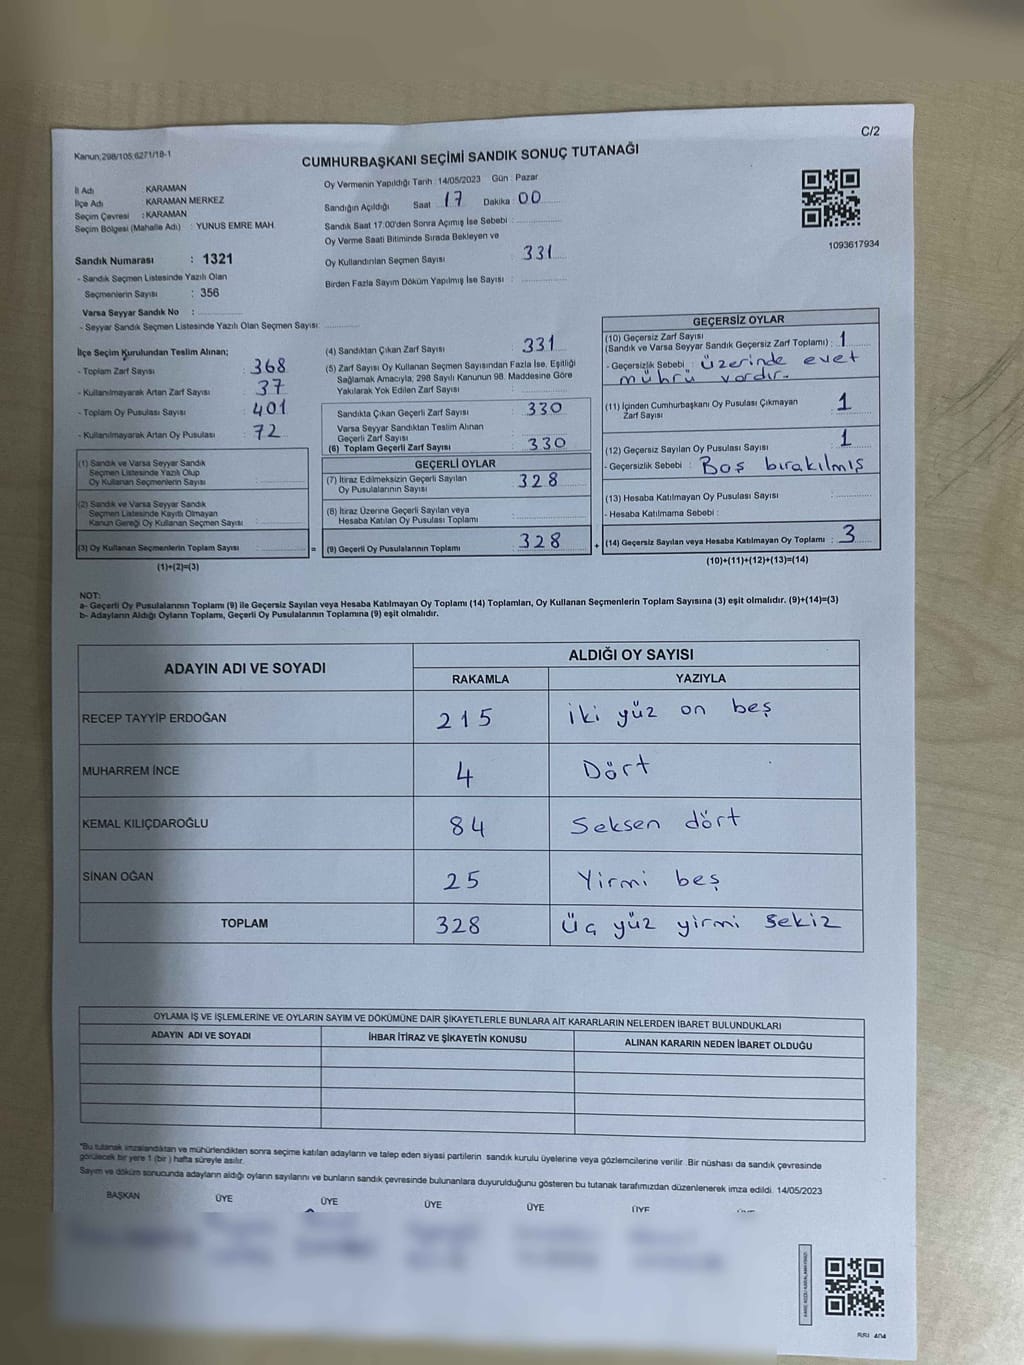 Kanun:298/105;6271/18-1
C/2
CUMHURBAŞKANI SEÇİMİ SANDIK SONUÇ TUTANAĞI
İl Adı : KARAMAN
İlçe Adı : KARAMAN MERKEZ
Seçim Çevresi : KARAMAN
Seçim Bölgesi (Mahalle Adı) : YUNUS EMRE MAH
Sandık Numarası : 1321
- Sandık Seçmen Listesinde Yazılı Olan
Seçmenlerin Sayısı : 356
Varsa Seyyar Sandık No :
- Seyyar Sandık Seçmen Listesinde Yazılı Olan Seçmen Sayısı:
Oy Vermenin Yapıldığı Tarih : 14/05/2023 Gün : Pazar
Sandığın Açıldığı Saat : 17 Dakika : 00
Sandık Saat 17:00'den Sonra Açımış İse Sebebi :
Oy Verme Saati Bitiminde Sırada Bekleyen ve
Oy Kullandırılan Seçmen Sayısı : 331
Birden Fazla Sayım Döküm Yapılmış İse Sayısı :
1093617934
İlçe Seçim Kurulundan Teslim Alınan;
- Toplam Zarf Sayısı : 368
- Kullanılmayarak Artan Zarf Sayısı : 37
- Toplam Oy Pusulası Sayısı : 401
- Kullanılmayarak Artan Oy Pusulası : 72
(1) Sandık ve Varsa Seyyar Sandık
Seçmen Listesinde Yazılı Olup
Oy Kullanan Seçmenlerin Sayısı :
(2) Sandık ve Varsa Seyyar Sandık
Seçmen Listesinde Kayıtlı Olmayan
Kanun Gereği Oy Kullanan Seçmen Sayısı :
(3) Oy Kullanan Seçmenlerin Toplam Sayısı : =
(1)+(2)=(3)
(4) Sandıktan Çıkan Zarf Sayısı : 331
(5) Zarf Sayısı Oy Kullanan Seçmen Sayısından Fazla İse, Eşitliği
Sağlamak Amacıyla; 298 Sayılı Kanunun 98. Maddesine Göre
Yakılarak Yok Edilen Zarf Sayısı :
Sandıkta Çıkan Geçerli Zarf Sayısı : 330
Varsa Seyyar Sandıktan Teslim Alınan
Geçerli Zarf Sayısı :
(6) Toplam Geçerli Zarf Sayısı : 330
GEÇERLİ OYLAR
(7) İtiraz Edilmeksizin Geçerli Sayılan
Oy Pusulalarının Sayısı : 328
(8) İtiraz Üzerine Geçerli Sayılan veya
Hesaba Katılan Oy Pusulası Toplamı :
(9) Geçerli Oy Pusulalarının Toplamı : 328 +
GEÇERSİZ OYLAR
(10) Geçersiz Zarf Sayısı
(Sandık ve Varsa Seyyar Sandık Geçersiz Zarf Toplamı) : 1
- Geçersizlik Sebebi : üzerinde evet
mührü vardır.
(11) İçinden Cumhurbaşkanı Oy Pusulası Çıkmayan
Zarf Sayısı : 1
(12) Geçersiz Sayılan Oy Pusulası Sayısı : 1
- Geçersizlik Sebebi : Boş bırakılmış
(13) Hesaba Katılmayan Oy Pusulası Sayısı :
- Hesaba Katılmama Sebebi :
(14) Geçersiz Sayılan veya Hesaba Katılmayan Oy Toplamı : 3
(10)+(11)+(12)+(13)=(14)
NOT:
a- Geçerli Oy Pusulalarının Toplamı (9) ile Geçersiz Sayılan veya Hesaba Katılmayan Oy Toplamı (14) Toplamları, Oy Kullanan Seçmenlerin Toplam Sayısına (3) eşit olmalıdır. (9)+(14)=(3)
b- Adayların Aldığı Oyların Toplamı, Geçerli Oy Pusulalarının Toplamına (9) eşit olmalıdır.
ADAYIN ADI VE SOYADI
ALDIĞI OY SAYISI
RAKAMLA YAZIYLA
RECEP TAYYİP ERDOĞAN 215 iki yüz on beş
MUHARREM İNCE 4 Dört
KEMAL KILIÇDAROĞLU 84 Seksen dört
SİNAN OĞAN 25 Yirmi beş
TOPLAM 328 Üç yüz yirmi sekiz
OYLAMA İŞ VE İŞLEMLERİNE VE OYLARIN SAYIM VE DÖKÜMÜNE DAİR ŞİKAYETLERLE BUNLARA AİT KARARLARIN NELERDEN İBARET BULUNDUKLARI
ADAYIN ADI VE SOYADI İHBAR İTİRAZ VE ŞİKAYETİN KONUSU ALINAN KARARIN NEDEN İBARET OLDUĞU
*Bu tutanak imzalandıktan ve mühürlendikten sonra seçime katılan adayların ve talep eden siyasi partilerin sandık kurulu üyelerine veya gözlemcilerine verilir. Bir nüshası da sandık çevresinde
görülecek bir yere 1 (bir ) hafta süreyle asılır.
Sayım ve döküm sonucunda adayların aldığı oyların sayılarını ve bunların sandık çevresinde bulunanlara duyurulduğunu gösteren bu tutanak tarafımızdan düzenlenerek imza edildi. 14/05/2023
BAŞKAN ÜYE ÜYE ÜYE ÜYE ÜYE